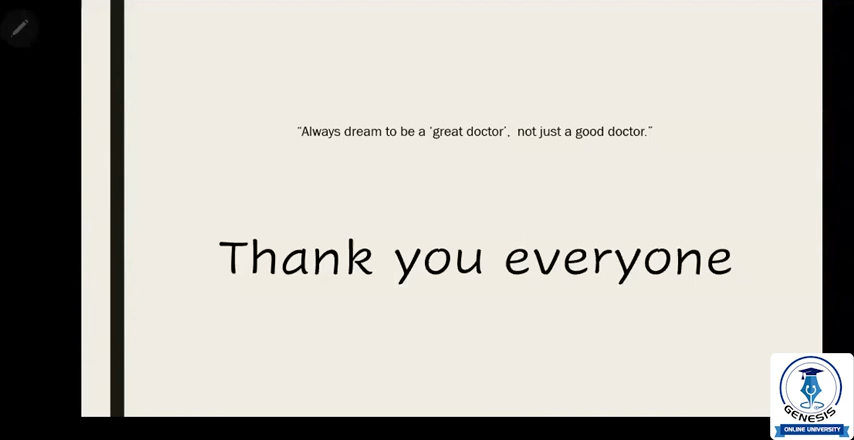 “Always dream to be a ‘great doctor’, not just a good doctor.”
Thank you everyone
GENESIS
ONLINE UNIVERSITY